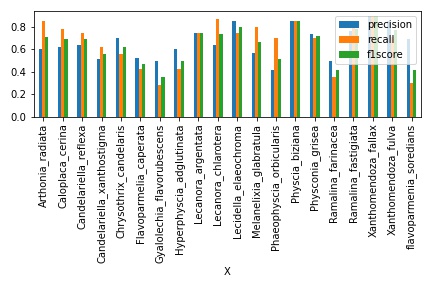 0.8
0.6
0.4
0.2
0.0
precision
recall
f1score
Arthonia_radiata
Caloplaca_cerina
Candelariella_reflexa
Candelariella_xanthostigma
Chrysothrix_candelaris
Flavoparmelia_caperata
Gyalolechia_flavorubescens
Hyperphyscia_adglutinata
Lecanora_argentata
Lecanora_chlarotera
Lecidella_elaeochroma
Melanelixia_glabratula
Phaeophyscia_orbicularis
Physcia_biziana
Physconia_grisea
Ramalina_farinacea
Ramalina_fastigiata
Xanthomendoza_fallax
Xanthomendoza_fulva
flavoparmenia_soredians
X